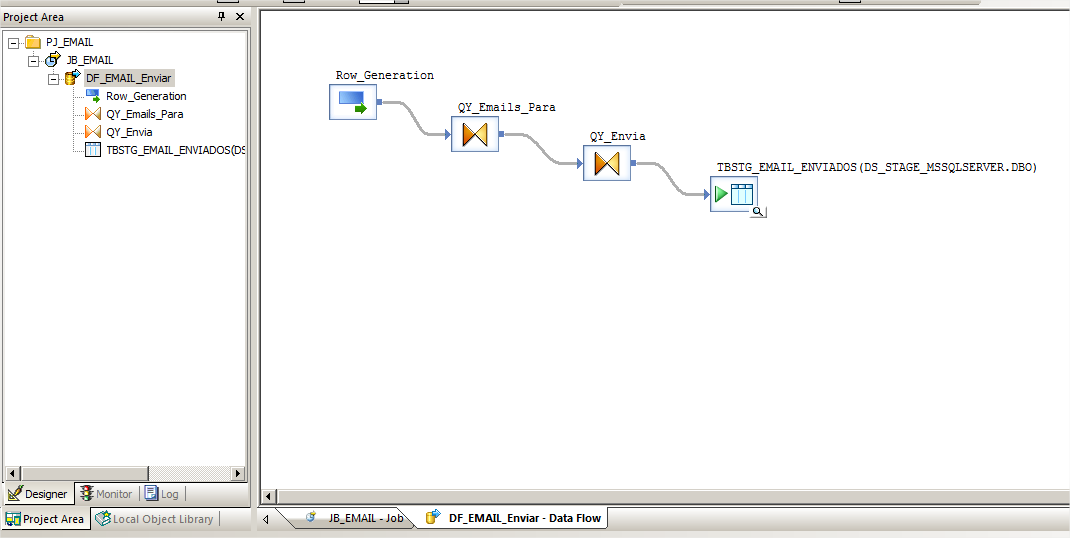 Project Area
PJ_EMAIL
JB_EMAIL
DF_EMAIL_Enviar
Row_Generation
QY_Emails_Para
QY_Envia
TBSTG_EMAIL_ENVIADOS(DS
Row_Generation
QY_Emails_Para
QY_Envia
TBSTG_EMAIL_ENVIADOS(DS_STAGE_MSSQLSERVER.DBO)
Designer Monitor Log
Project Area Local Object Library
JB_EMAIL - Job DF_EMAIL_Enviar - Data Flow